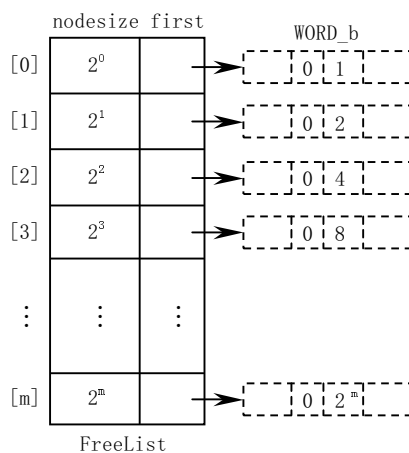 nodesize first
WORD_b
[0] 2⁰ 0 1
[1] 2¹ 0 2
[2] 2² 0 4
[3] 2³ 0 8
⋮ ⋮ ⋮
[m] 2ᵐ 0 2ᵐ
FreeList